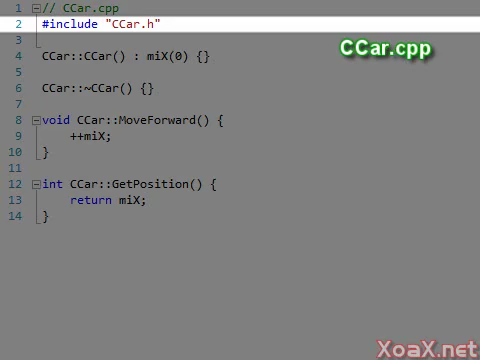 1 // CCar.cpp
2 #include "CCar.h"
3
4 CCar::CCar() : miX(0) {}
5
6 CCar::~CCar() {}
7
8 void CCar::MoveForward() {
9 ++miX;
10 }
11
12 int CCar::GetPosition() {
13 return miX;
14 }
CCar.cpp
XoaX.net